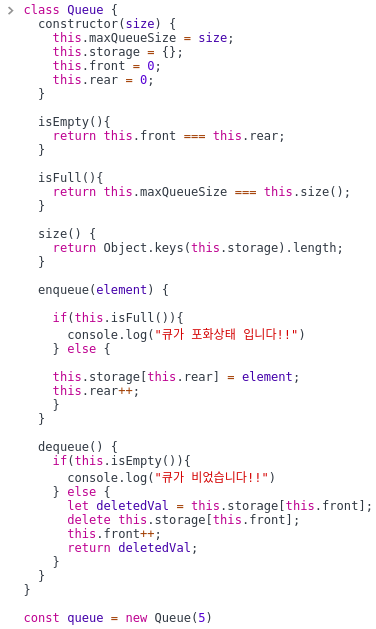 class Queue {
  constructor(size) {
    this.maxQueueSize = size;
    this.storage = {};
    this.front = 0;
    this.rear = 0;
  }

  isEmpty(){
    return this.front === this.rear;
  }

  isFull(){
    return this.maxQueueSize === this.size();
  }

  size() {
    return Object.keys(this.storage).length;
  }

  enqueue(element) {

    if(this.isFull()){
      console.log("큐가 포화상태 입니다!!")
    } else {

    this.storage[this.rear] = element;
    this.rear++;
    }
  }

  dequeue() {
    if(this.isEmpty()){
      console.log("큐가 비었습니다!!")
    } else {
      let deletedVal = this.storage[this.front];
      delete this.storage[this.front];
      this.front++;
      return deletedVal;
    }
  }
}

const queue = new Queue(5)